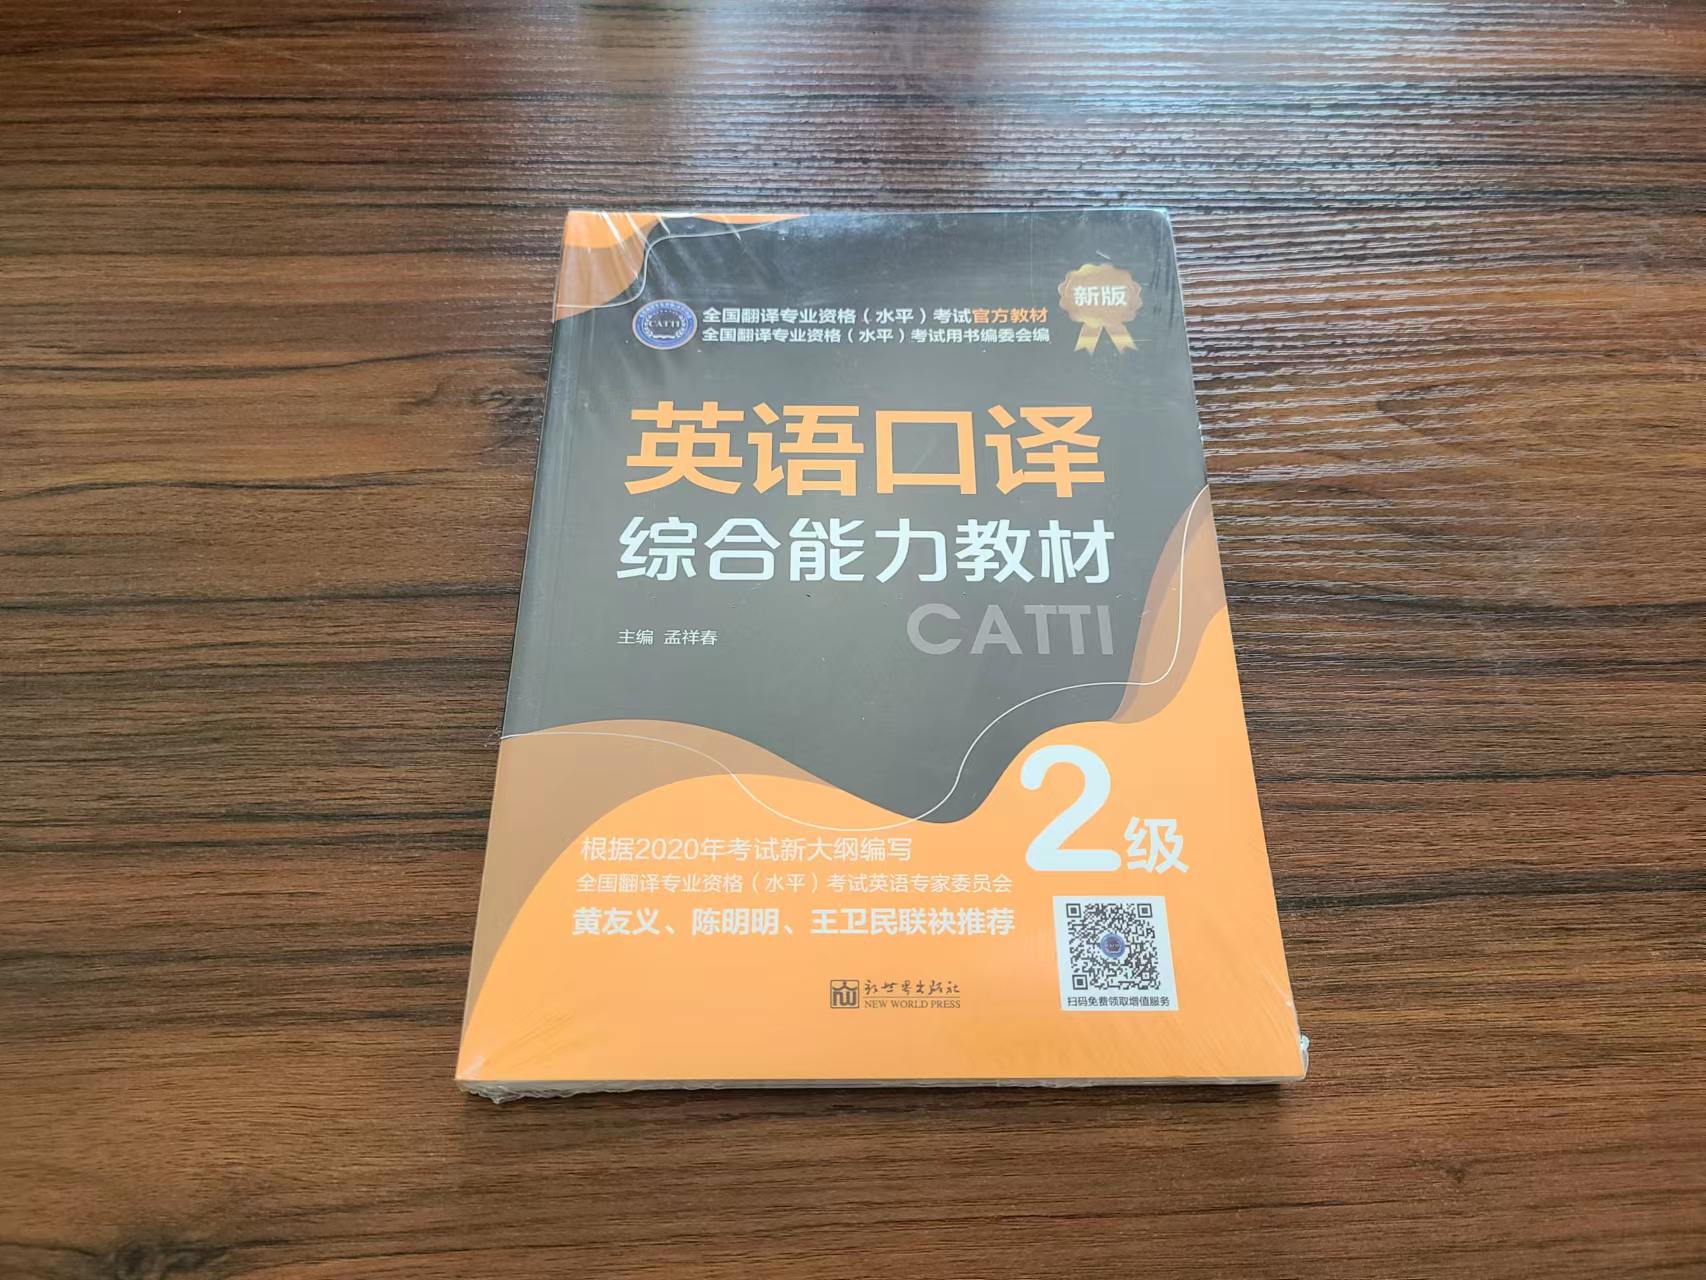 新版
CATTI
全国翻译专业资格（水平）考试官方教材
全国翻译专业资格（水平）考试用书编委会编
英语口译
综合能力教材
CATTI
主编 孟祥春
2级
根据2020年考试新大纲编写
全国翻译专业资格（水平）考试英语专家委员会
黄友义、陈明明、王卫民联袂推荐
扫码免费领取增值服务
新世界出版社
NEW WORLD PRESS